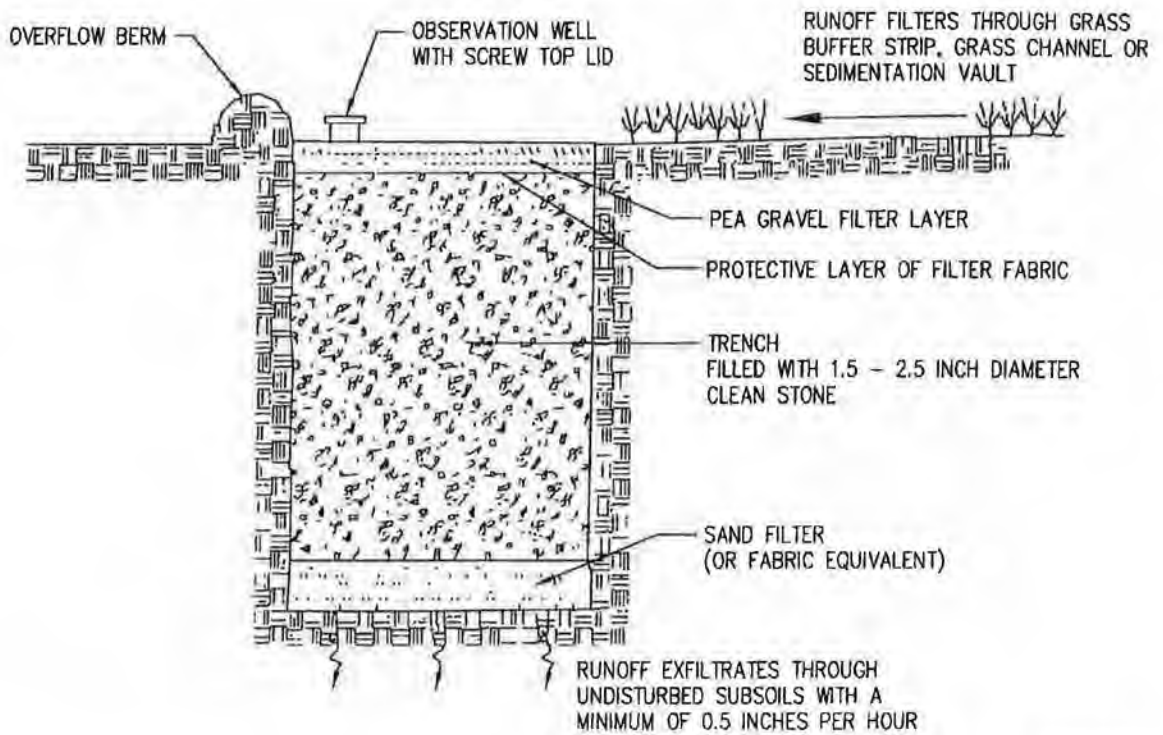 OVERFLOW BERM
OBSERVATION WELL
WITH SCREW TOP LID
RUNOFF FILTERS THROUGH GRASS
BUFFER STRIP, GRASS CHANNEL OR
SEDIMENTATION VAULT
PEA GRAVEL FILTER LAYER
PROTECTIVE LAYER OF FILTER FABRIC
TRENCH
FILLED WITH 1.5 - 2.5 INCH DIAMETER
CLEAN STONE
SAND FILTER
(OR FABRIC EQUIVALENT)
RUNOFF EXFILTRATES THROUGH
UNDISTURBED SUBSOILS WITH A
MINIMUM OF 0.5 INCHES PER HOUR